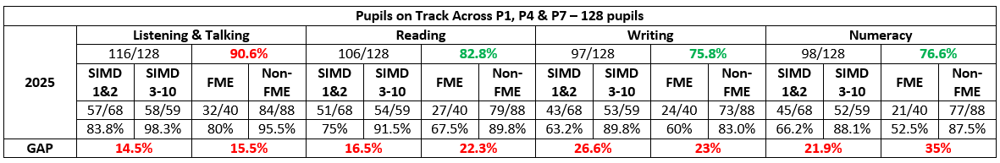 Pupils on Track Across P1, P4 & P7 – 128 pupils
2025
Listening & Talking Reading Writing Numeracy
116/128 90.6% 106/128 82.8% 97/128 75.8% 98/128 76.6%
SIMD 1&2 SIMD 3-10 FME Non-FME SIMD 1&2 SIMD 3-10 FME Non-FME SIMD 1&2 SIMD 3-10 FME Non-FME SIMD 1&2 SIMD 3-10 FME Non-FME
57/68 58/59 32/40 84/88 51/68 54/59 27/40 79/88 43/68 53/59 24/40 73/88 45/68 52/59 21/40 77/88
83.8% 98.3% 80% 95.5% 75% 91.5% 67.5% 89.8% 63.2% 89.8% 60% 83.0% 66.2% 88.1% 52.5% 87.5%
GAP 14.5% 15.5% 16.5% 22.3% 26.6% 23% 21.9% 35%